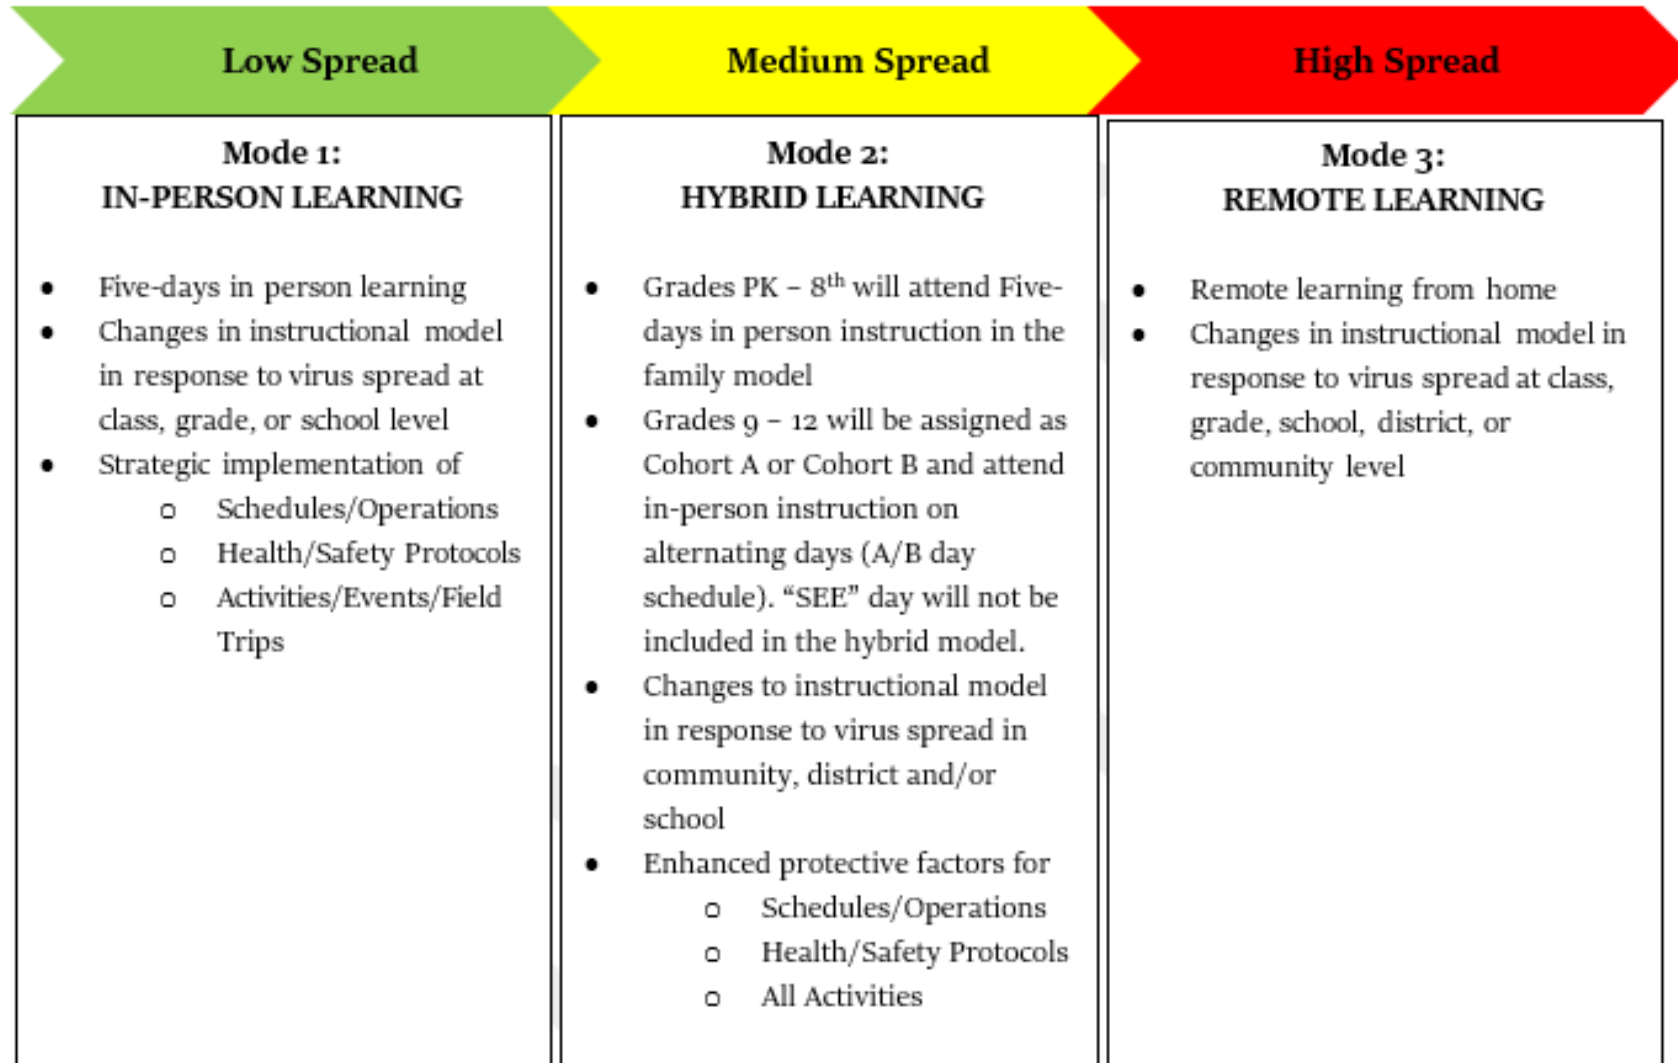 Low Spread
Medium Spread
High Spread
Mode 1:
IN-PERSON LEARNING
• Five-days in person learning
• Changes in instructional model
in response to virus spread at
class, grade, or school level
• Strategic implementation of
o Schedules/Operations
o Health/Safety Protocols
o Activities/Events/Field
Trips
Mode 2:
HYBRID LEARNING
• Grades PK – 8th will attend Five-
days in person instruction in the
family model
• Grades 9 – 12 will be assigned as
Cohort A or Cohort B and attend
in-person instruction on
alternating days (A/B day
schedule). “SEE” day will not be
included in the hybrid model.
• Changes to instructional model
in response to virus spread in
community, district and/or
school
• Enhanced protective factors for
o Schedules/Operations
o Health/Safety Protocols
o All Activities
Mode 3:
REMOTE LEARNING
• Remote learning from home
• Changes in instructional model in
response to virus spread at class,
grade, school, district, or
community level